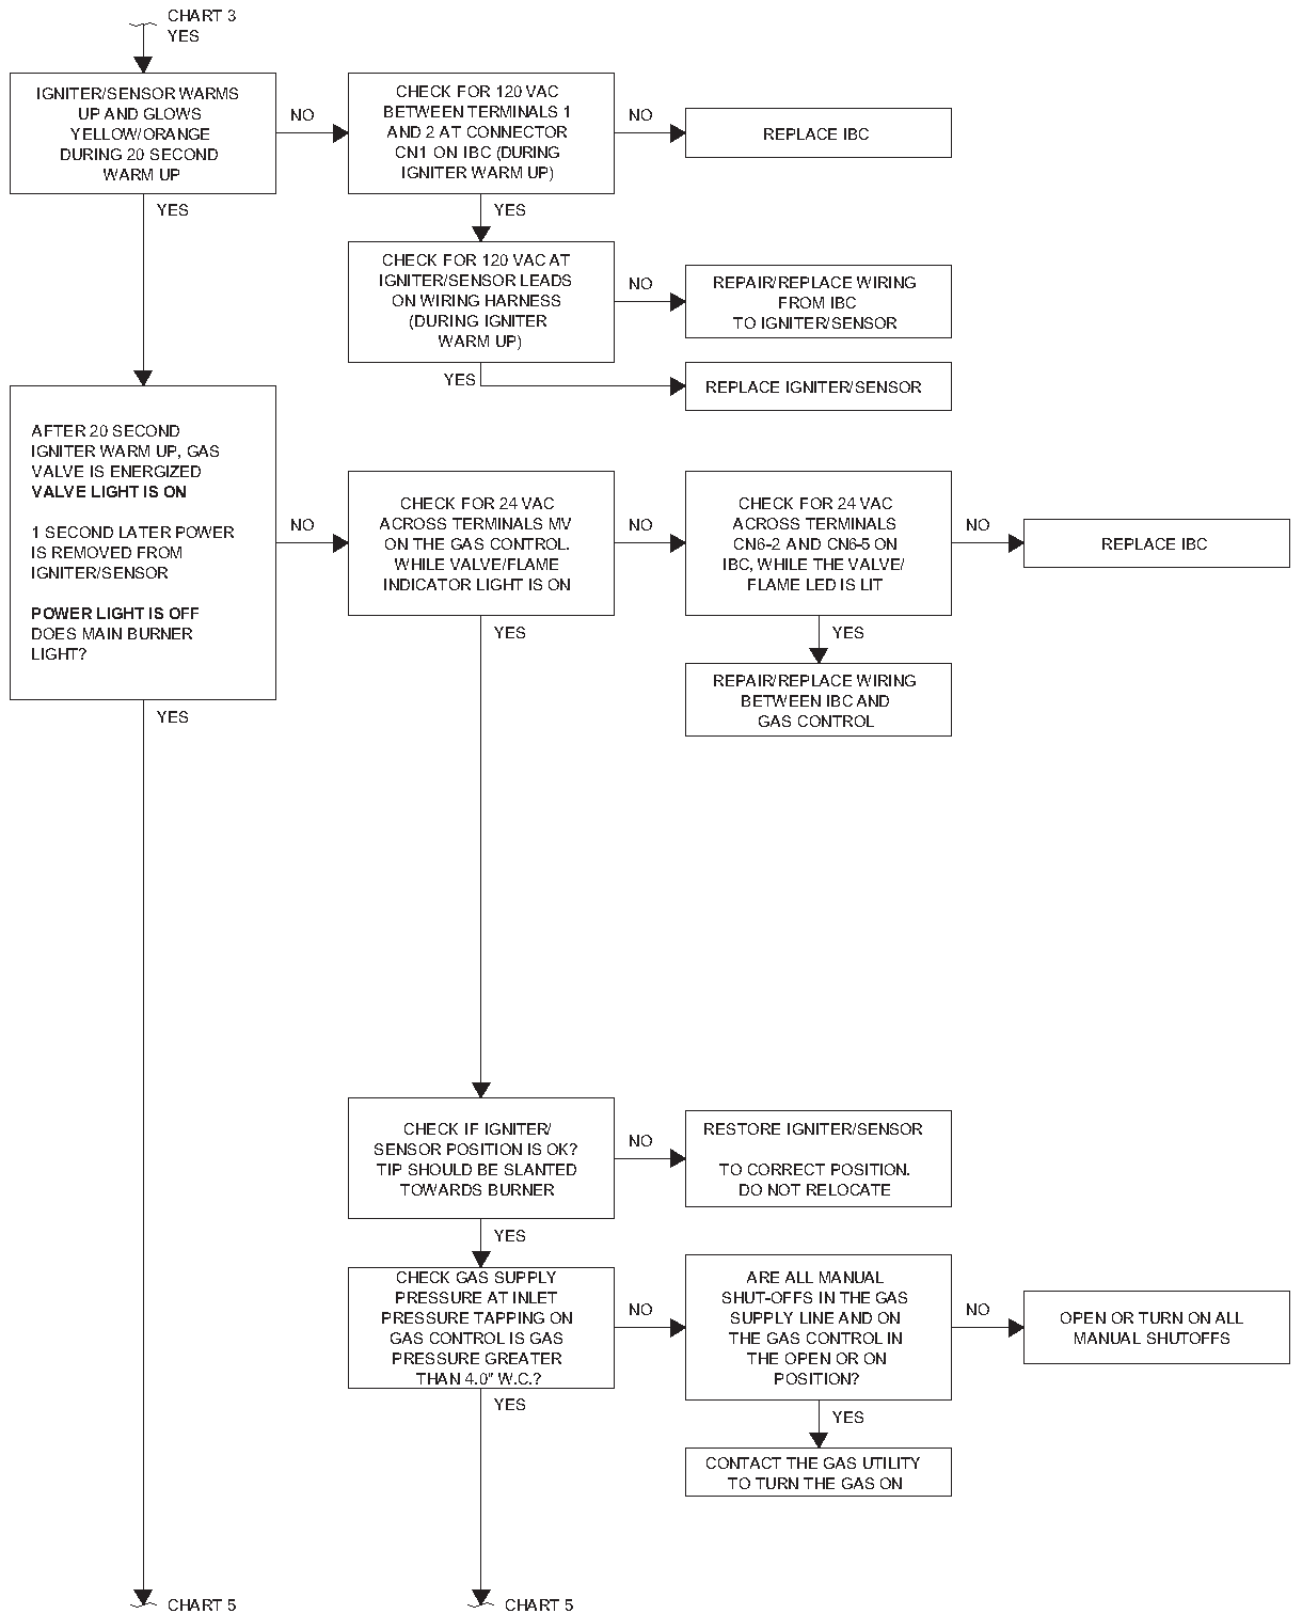 CHART 3
YES
IGNITER/SENSOR WARMS
UP AND GLOWS
YELLOW/ORANGE
DURING 20 SECOND
WARM UP
NO
CHECK FOR 120 VAC
BETWEEN TERMINALS 1
AND 2 AT CONNECTOR
CN1 ON IBC (DURING
IGNITER WARM UP)
NO
REPLACE IBC
YES
YES
CHECK FOR 120 VAC AT
IGNITER/SENSOR LEADS
ON WIRING HARNESS
(DURING IGNITER
WARM UP)
NO
REPAIR/REPLACE WIRING
FROM IBC
TO IGNITER/SENSOR
YES
REPLACE IGNITER/SENSOR
AFTER 20 SECOND
IGNITER WARM UP, GAS
VALVE IS ENERGIZED
VALVE LIGHT IS ON
1 SECOND LATER POWER
IS REMOVED FROM
IGNITER/SENSOR
POWER LIGHT IS OFF
DOES MAIN BURNER
LIGHT?
NO
CHECK FOR 24 VAC
ACROSS TERMINALS MV
ON THE GAS CONTROL.
WHILE VALVE/FLAME
INDICATOR LIGHT IS ON
NO
CHECK FOR 24 VAC
ACROSS TERMINALS
CN6-2 AND CN6-5 ON
IBC, WHILE THE VALVE/
FLAME LED IS LIT
NO
REPLACE IBC
YES
YES
REPAIR/REPLACE WIRING
BETWEEN IBC AND
GAS CONTROL
YES
CHECK IF IGNITER/
SENSOR POSITION IS OK?
TIP SHOULD BE SLANTED
TOWARDS BURNER
NO
RESTORE IGNITER/SENSOR
TO CORRECT POSITION.
DO NOT RELOCATE
YES
CHECK GAS SUPPLY
PRESSURE AT INLET
PRESSURE TAPPING ON
GAS CONTROL IS GAS
PRESSURE GREATER
THAN 4.0" W.C.?
NO
ARE ALL MANUAL
SHUT-OFFS IN THE GAS
SUPPLY LINE AND ON
THE GAS CONTROL IN
THE OPEN OR ON
POSITION?
NO
OPEN OR TURN ON ALL
MANUAL SHUTOFFS
YES
YES
CONTACT THE GAS UTILITY
TO TURN THE GAS ON
CHART 5
CHART 5